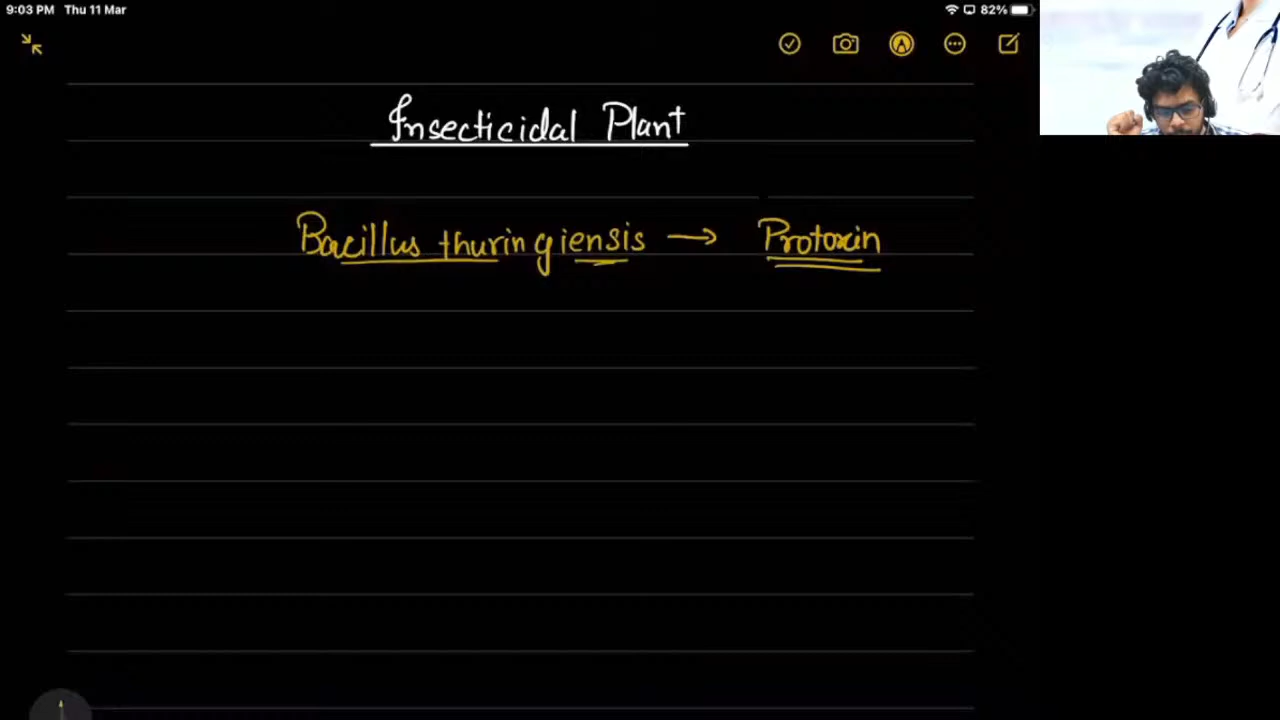 9:03 PM Thu 11 Mar 82%
Insecticidal Plant
Bacillus thuringiensis → Protoxin